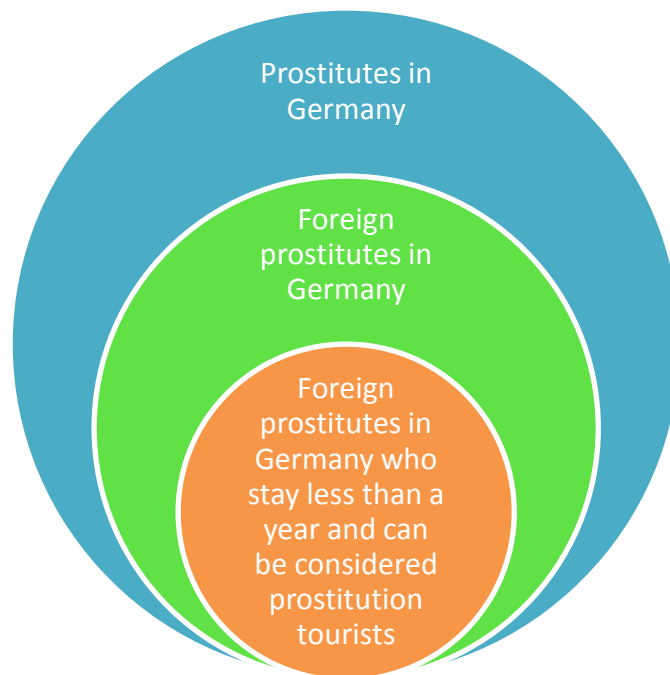 Prostitutes in
Germany
Foreign
prostitutes in
Germany
Foreign
prostitutes in
Germany who
stay less than a
year and can
be considered
prostitution
tourists